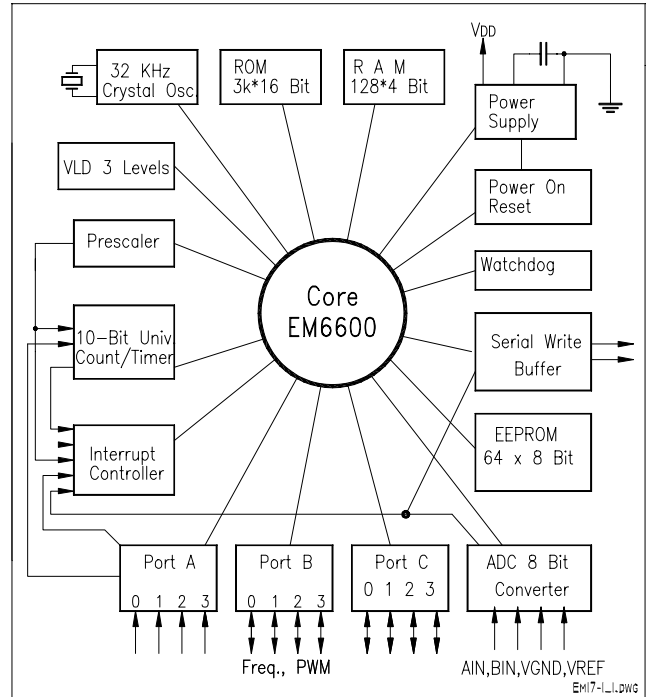 VDD
32 KHz
Crystal Osc.
ROM
3k*16 Bit
R A M
128*4 Bit
Power
Supply
VLD 3 Levels
Power On
Reset
Prescaler
Core
EM6600
Watchdog
10-Bit Univ.
Count/Timer
Serial Write
Buffer
Interrupt
Controller
EEPROM
64 x 8 Bit
Port A
0 1 2 3
Port B
0 1 2 3
Port C
0 1 2 3
ADC 8 Bit
Converter
Freq., PWM
AIN,BIN,VGND,VREF
EM17-1_I.DWG